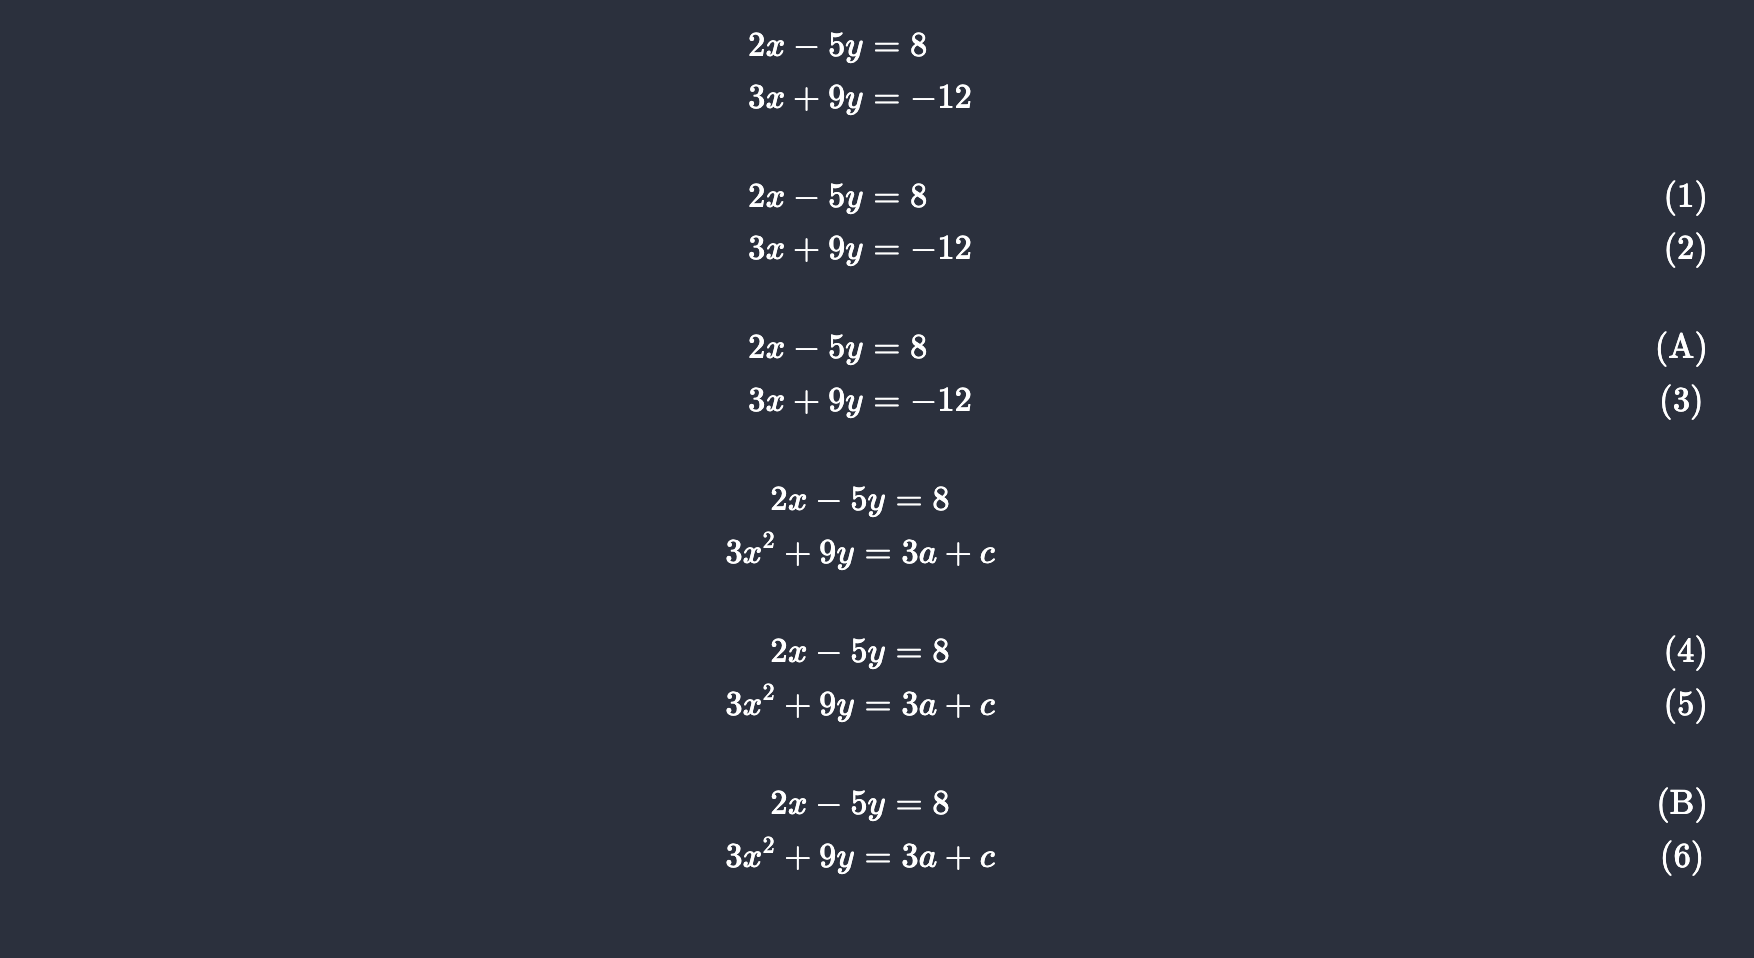 2x − 5y = 8
3x + 9y = −12
2x − 5y = 8 (1)
3x + 9y = −12 (2)
2x − 5y = 8 (A)
3x + 9y = −12 (3)
2x − 5y = 8
3x² + 9y = 3a + c
2x − 5y = 8 (4)
3x² + 9y = 3a + c (5)
2x − 5y = 8 (B)
3x² + 9y = 3a + c (6)